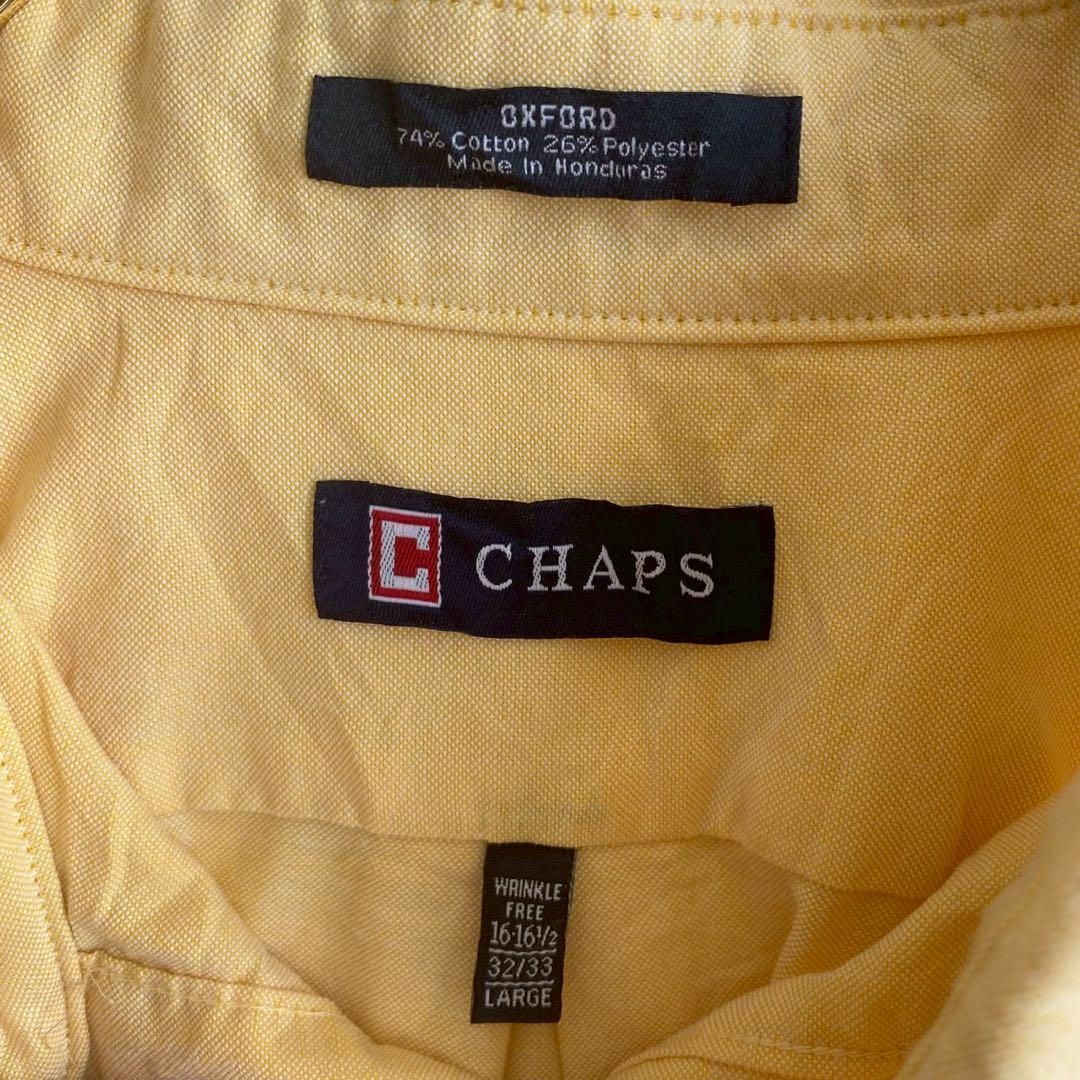 OXFORD
74% Cotton 26% Polyester
Made In Honduras
C CHAPS
WRINKLE
FREE
16-16½
32/33
LARGE